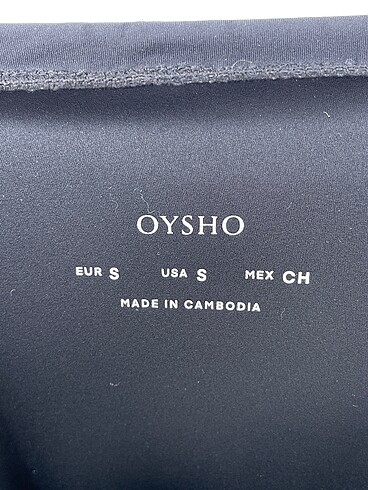 OYSHO
EUR S USA S MEX CH
MADE IN CAMBODIA